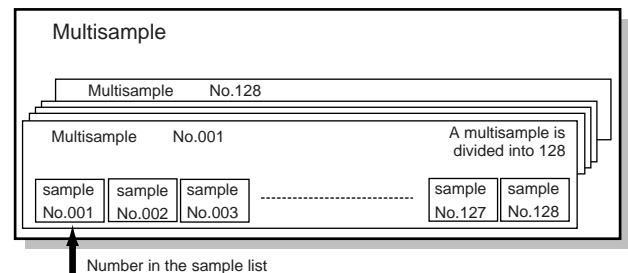 Multisample
Multisample No.128
Multisample No.001
A multisample is
divided into 128
sample sample sample sample sample
No.001 No.002 No.003 No.127 No.128
Number in the sample list